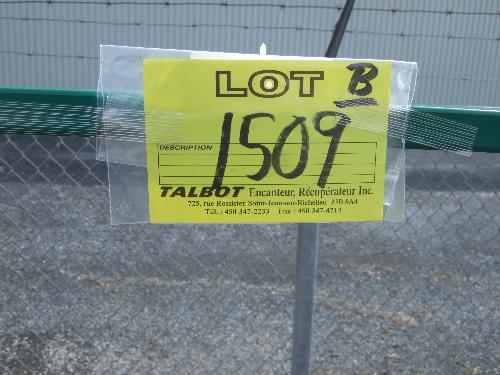 LOT B
1509
DESCRIPTION
TALBOT Encanteur, Récupérateur Inc.
725, rue Rossiter, Saint-Jean-sur-Richelieu J3B 8A4
Tél.: 450 347-2233 Fax : 450 347-4713